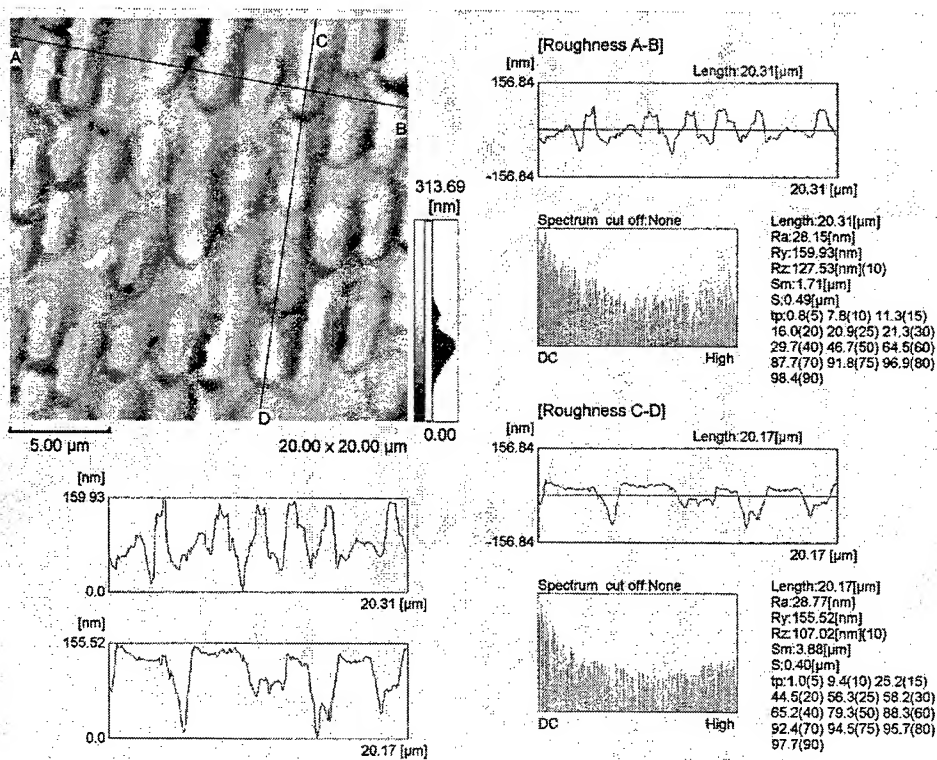 A
C
B
D
313.69
[nm]
0.00
5.00 µm
20.00 x 20.00 µm
[nm]
159.93
0.0
20.31 [µm]
[nm]
155.52
0.0
20.17 [µm]
[Roughness A-B]
[nm]
Length:20.31[µm]
156.84
-156.84
20.31 [µm]
Spectrum cut off:None
DC
High
Length:20.31[µm]
Ra:28.15[nm]
Ry:159.93[nm]
Rz:127.53[nm](10)
Sm:1.71[µm]
S:0.49[µm]
tp:0.8(5) 7.8(10) 11.3(15)
16.0(20) 20.9(25) 21.3(30)
29.7(40) 46.7(50) 64.5(60)
87.7(70) 91.8(75) 96.9(80)
98.4(90)
[Roughness C-D]
[nm]
Length:20.17[µm]
156.84
-156.84
20.17 [µm]
Spectrum cut off:None
DC
High
Length:20.17[µm]
Ra:28.77[nm]
Ry:155.52[nm]
Rz:107.02[nm](10)
Sm:3.88[µm]
S:0.40[µm]
tp:1.0(5) 9.4(10) 25.2(15)
44.5(20) 56.3(25) 58.2(30)
65.2(40) 79.3(50) 88.3(60)
92.4(70) 94.5(75) 95.7(80)
97.7(90)